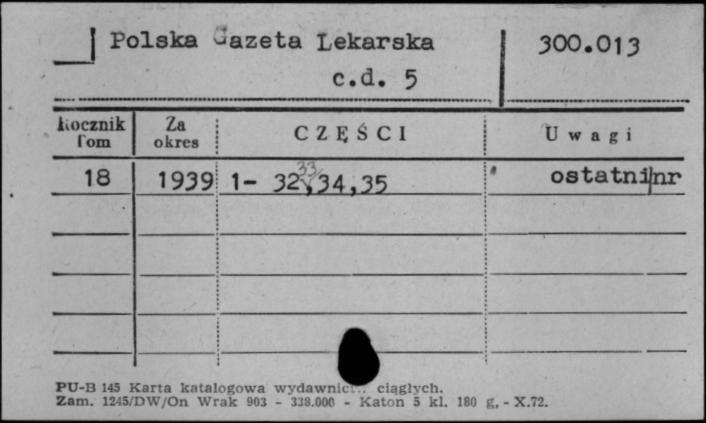 Polska Gazeta Lekarska 300.013
c.d. 5
Rocznik Tom Za okres CZĘŚCI Uwagi
18 1939 1- 32,33,34,35 ostatni nr
PU-B 145 Karta katalogowa wydawnictw ciągłych.
Zam. 1245/DW/On Wrak 903 - 338.000 - Katon 5 kl. 180 g. - X.72.